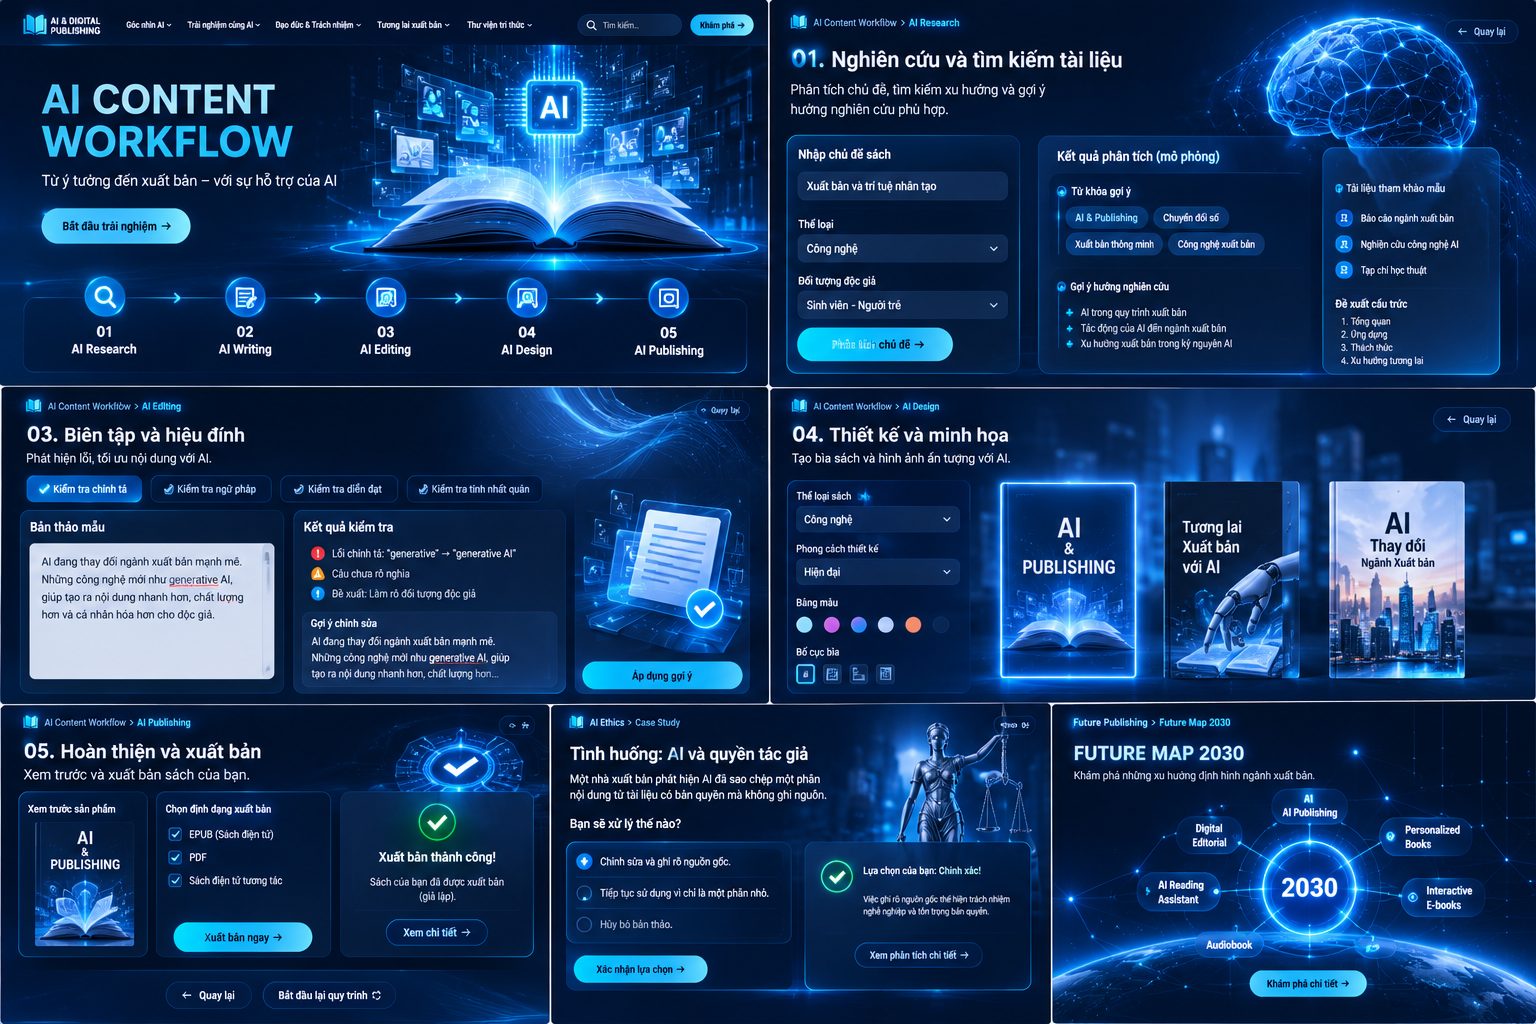 AI & DIGITAL
PUBLISHING
Góc nhìn AI
Trải nghiệm cùng AI
Đạo đức & Trách nhiệm
Tương lai xuất bản
Thư viện tri thức
Tìm kiếm...
Khám phá →
AI CONTENT
WORKFLOW
Từ ý tưởng đến xuất bản – với sự hỗ trợ của AI
Bắt đầu trải nghiệm →
AI
01
AI Research
02
AI Writing
03
AI Editing
04
AI Design
05
AI Publishing
AI Content Workflow > AI Research
← Quay lại
01. Nghiên cứu và tìm kiếm tài liệu
Phân tích chủ đề, tìm kiếm xu hướng và gợi ý
hướng nghiên cứu phù hợp.
Nhập chủ đề sách
Xuất bản và trí tuệ nhân tạo
Thể loại
Công nghệ
Đối tượng độc giả
Sinh viên - Người trẻ
chủ đề →
Kết quả phân tích (mô phỏng)
Từ khóa gợi ý
AI & Publishing
Chuyển đổi số
Xuất bản thông minh
Công nghệ xuất bản
Gợi ý hướng nghiên cứu
AI trong quy trình xuất bản
Tác động của AI đến ngành xuất bản
Xu hướng xuất bản trong kỷ nguyên AI
Tài liệu tham khảo mẫu
Báo cáo ngành xuất bản
Nghiên cứu công nghệ AI
Tạp chí học thuật
Đề xuất cấu trúc
1. Tổng quan
2. Ứng dụng
3. Thách thức
4. Xu hướng tương lai
AI Content Workflow > AI Editing
03. Biên tập và hiệu đính
Phát hiện lỗi, tối ưu nội dung với AI.
Kiểm tra chính tả
Kiểm tra ngữ pháp
Kiểm tra diễn đạt
Kiểm tra tính nhất quán
Bản thảo mẫu
AI đang thay đổi ngành xuất bản mạnh mẽ.
Những công nghệ mới như generative AI,
giúp tạo ra nội dung nhanh hơn, chất lượng
hơn và cá nhân hóa hơn cho độc giả.
Kết quả kiểm tra
Lỗi chính tả: "generative" → "generative AI"
Câu chưa rõ nghĩa
Đề xuất: Làm rõ đối tượng độc giả
Gợi ý chỉnh sửa
AI đang thay đổi ngành xuất bản mạnh mẽ.
Những công nghệ mới như generative AI, giúp
tạo ra nội dung nhanh hơn, chất lượng hơn...
Áp dụng gợi ý
AI Content Workflow > AI Design
← Quay lại
04. Thiết kế và minh họa
Tạo bìa sách và hình ảnh ấn tượng với AI.
Thể loại sách
Công nghệ
Phong cách thiết kế
Hiện đại
Bảng màu
Bố cục bìa
AI
&
PUBLISHING
Tương lai
Xuất bản
với AI
AI
Thay đổi
Ngành Xuất bản
AI Content Workflow > AI Publishing
05. Hoàn thiện và xuất bản
Xem trước và xuất bản sách của bạn.
Xem trước sản phẩm
AI
&
PUBLISHING
Chọn định dạng xuất bản
EPUB (Sách điện tử)
PDF
Sách điện tử tương tác
Xuất bản ngay →
Xuất bản thành công!
Sách của bạn đã được xuất bản
(giả lập).
Xem chi tiết →
← Quay lại
Bắt đầu lại quy trình
AI Ethics > Case Study
Tình huống: AI và quyền tác giả
Một nhà xuất bản phát hiện AI đã sao chép một phần
nội dung từ tài liệu có bản quyền mà không ghi nguồn.
Bạn sẽ xử lý thế nào?
Chỉnh sửa và ghi rõ nguồn gốc.
Tiếp tục sử dụng vì chỉ là một phần nhỏ.
Hủy bỏ bản thảo.
Xác nhận lựa chọn →
Lựa chọn của bạn: Chính xác!
Việc ghi rõ nguồn gốc thể hiện trách nhiệm
nghề nghiệp và tôn trọng bản quyền.
Xem phân tích chi tiết →
Future Publishing > Future Map 2030
FUTURE MAP 2030
Khám phá những xu hướng định hình ngành xuất bản.
AI
AI Publishing
Digital
Editorial
Personalized
Books
AI Reading
Assistant
2030
Interactive
E-books
Audiobook
Khám phá chi tiết →